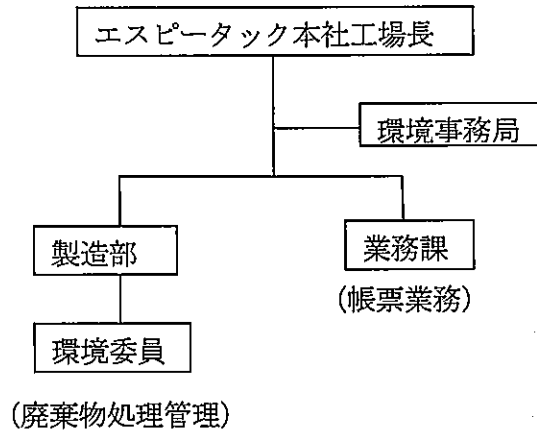 エスピータック本社工場長
環境事務局
製造部
業務課
(帳票業務)
環境委員
(廃棄物処理管理)